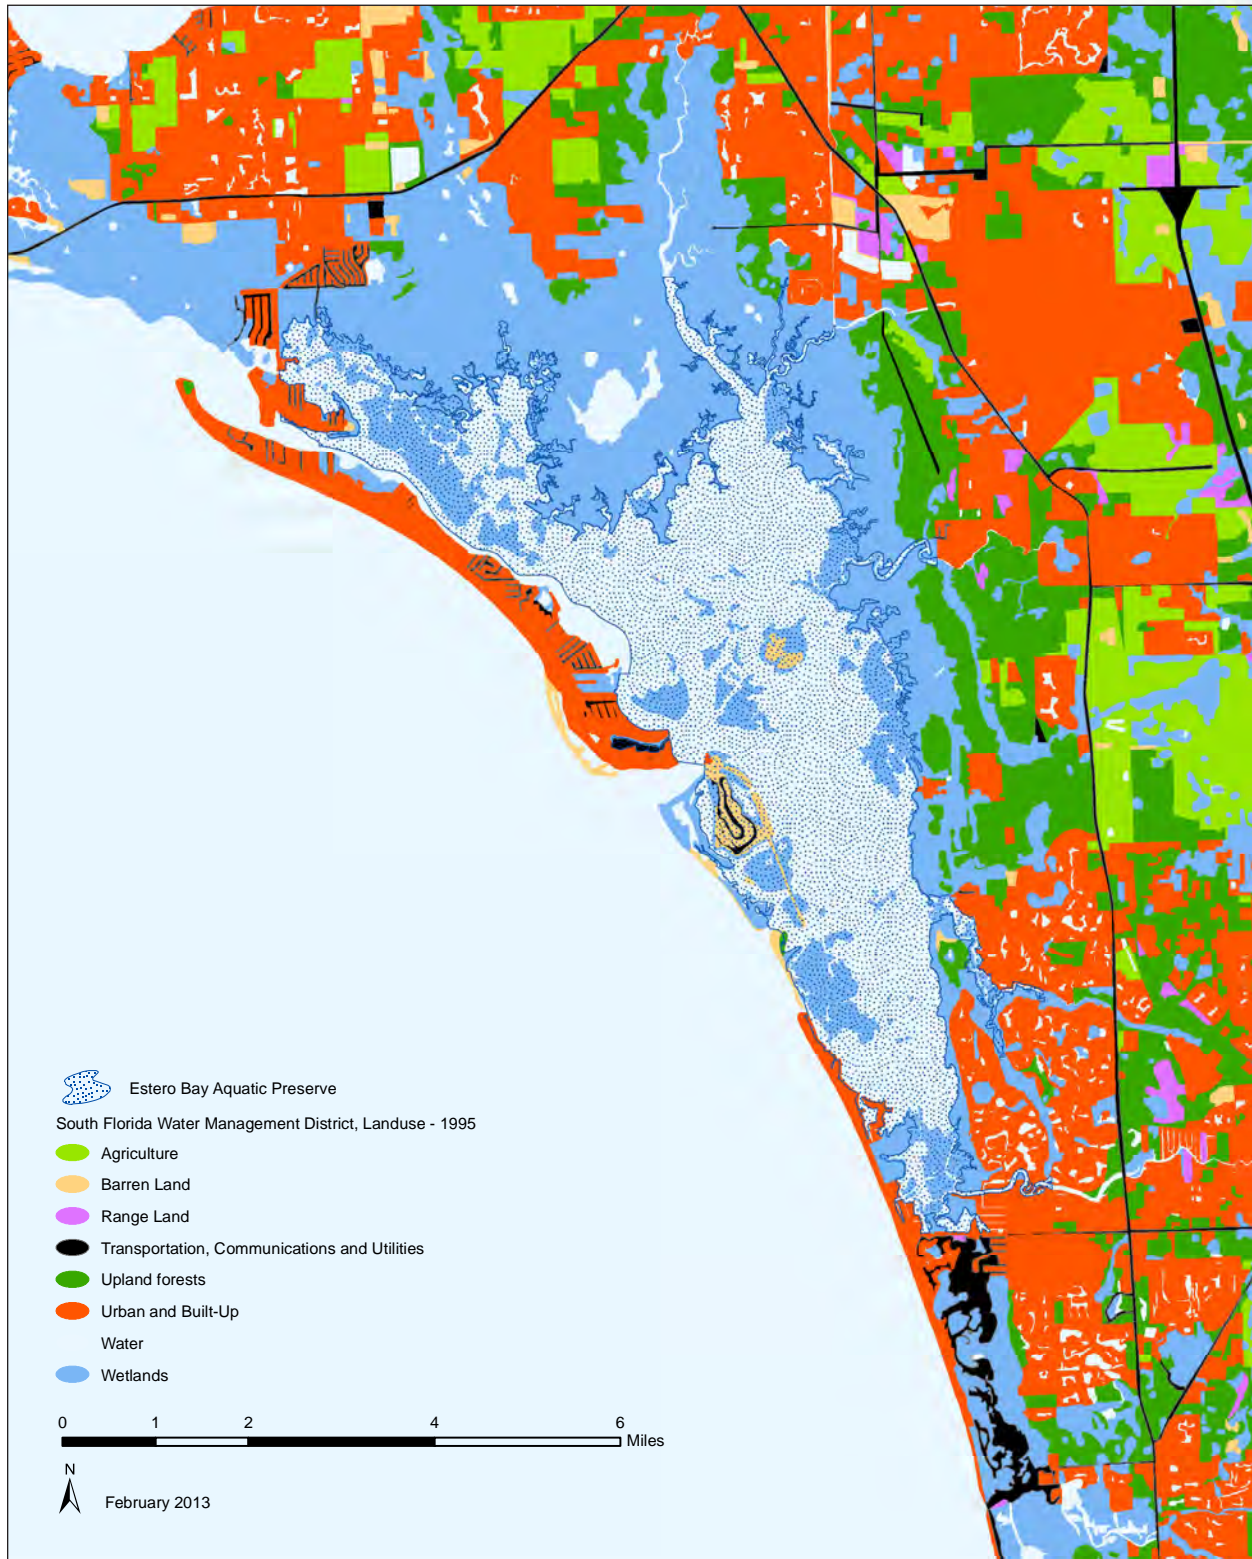 Estero Bay Aquatic Preserve
South Florida Water Management District, Landuse - 1995
Agriculture
Barren Land
Range Land
Transportation, Communications and Utilities
Upland forests
Urban and Built-Up
Water
Wetlands
0 1 2 4 6
Miles
N
February 2013